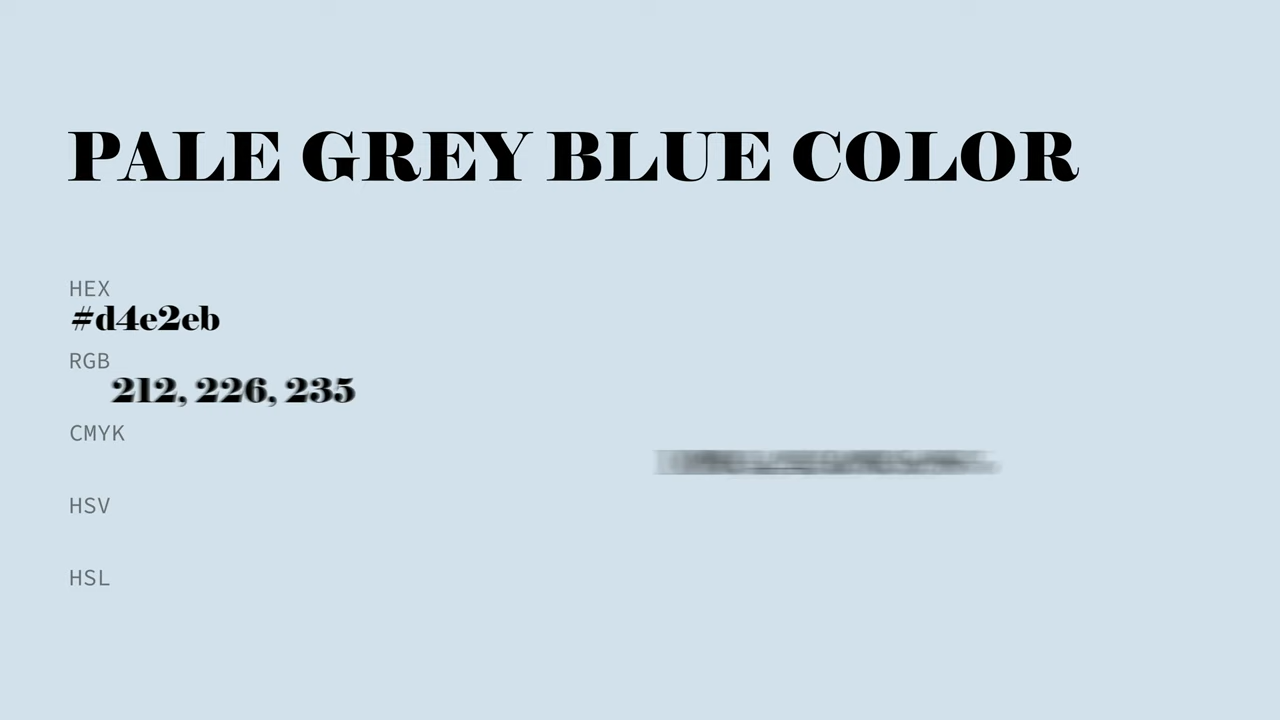 PALE GREY BLUE COLOR
HEX
#d4e2eb
RGB
212, 226, 235
CMYK
HSV
HSL